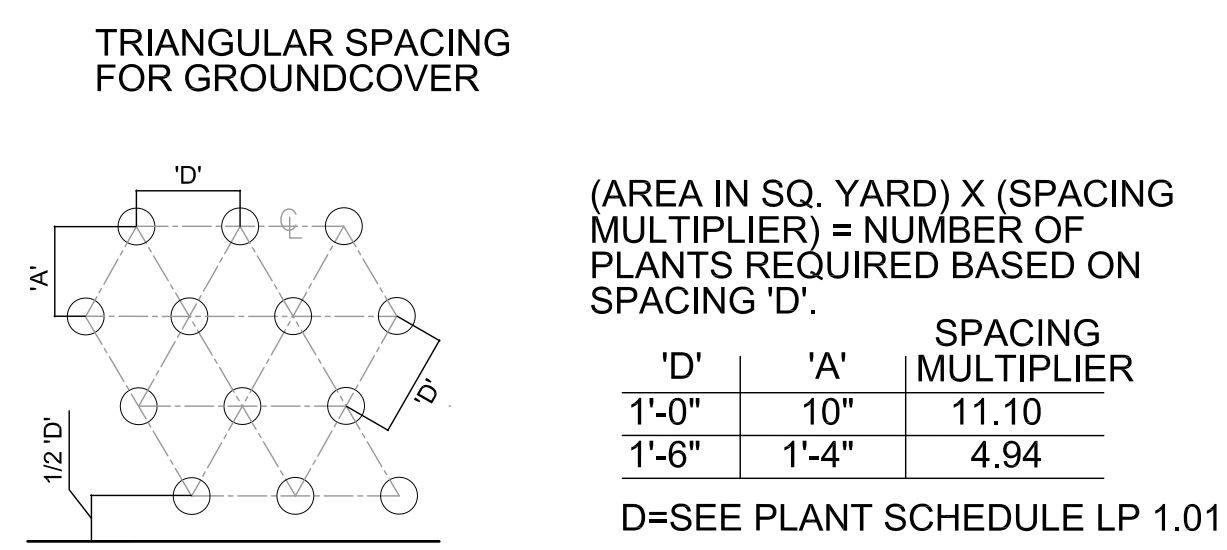 TRIANGULAR SPACING
FOR GROUNDCOVER
'D'
℄
'A'
'D'
1/2 'D'
(AREA IN SQ. YARD) X (SPACING
MULTIPLIER) = NUMBER OF
PLANTS REQUIRED BASED ON
SPACING 'D'.
'D' 'A' SPACING MULTIPLIER
1'-0" 10" 11.10
1'-6" 1'-4" 4.94
D=SEE PLANT SCHEDULE LP 1.01